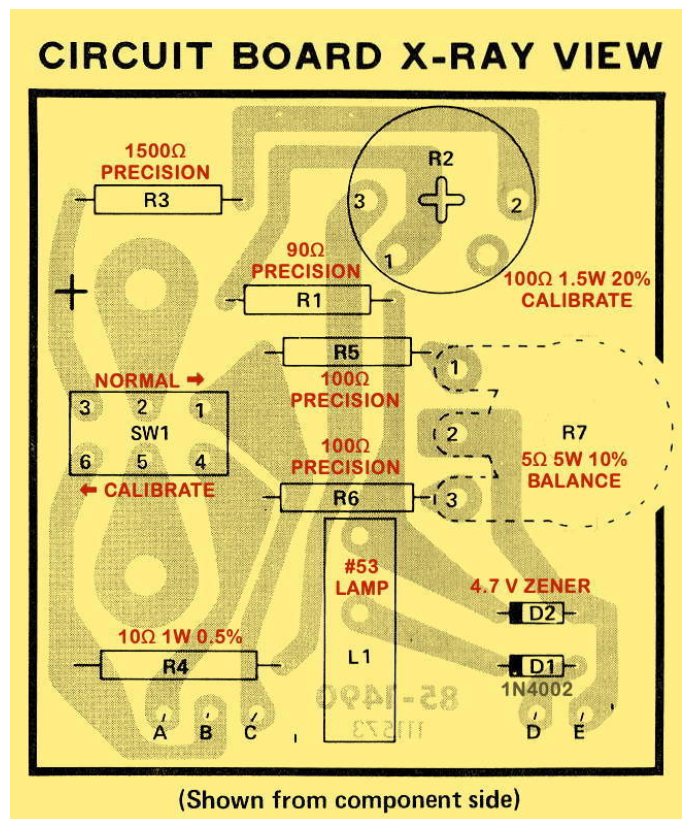 CIRCUIT BOARD X-RAY VIEW
1500Ω
PRECISION
R3
R2
3
2
1
90Ω
PRECISION
100Ω 1.5W 20%
CALIBRATE
+
R1
R5
1
NORMAL →
100Ω
PRECISION
3 2 1
SW1
6 5 4
← CALIBRATE
2
R7
5Ω 5W 10%
BALANCE
100Ω
PRECISION
R6
3
#53
LAMP
4.7 V ZENER
D2
10Ω 1W 0.5%
R4
L1
D1
1N4002
85-1490
111573
A B C
D E
(Shown from component side)